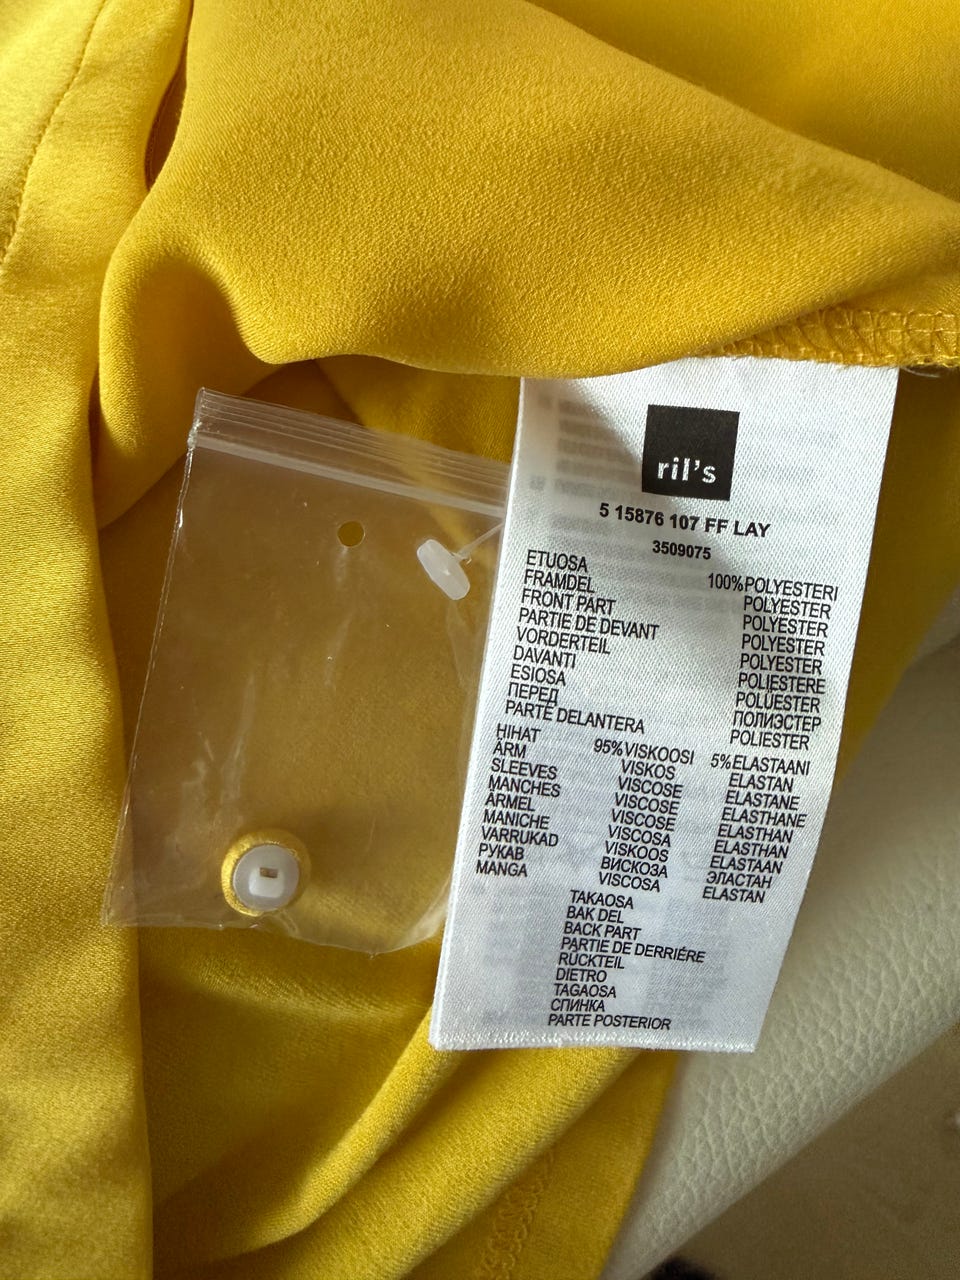 ril's
5 15876 107 FF LAY
3509075
ETUOSA 100%POLYESTERI
FRAMDEL POLYESTER
FRONT PART POLYESTER
PARTIE DE DEVANT POLYESTER
VORDERTEIL POLYESTER
DAVANTI POLIESTERE
ESIOSA POLÜESTER
ПЕРЕД ПОЛИЭСТЕР
PARTE DELANTERA POLIESTER
HIHAT 95%VISKOOSI 5%ELASTAANI
ÄRM VISKOS ELASTAN
SLEEVES VISCOSE ELASTANE
MANCHES VISCOSE ELASTHANE
ÄRMEL VISCOSE ELASTHAN
MANICHE VISCOSA ELASTHAN
VARRUKAD VISKOOS ELASTAAN
РУКАВ ВИСКОЗА ЭЛАСТАН
MANGA VISCOSA ELASTAN
TAKAOSA
BAK DEL
BACK PART
PARTIE DE DERRIÉRE
RÜCKTEIL
DIETRO
TAGAOSA
СПИНКА
PARTE POSTERIOR